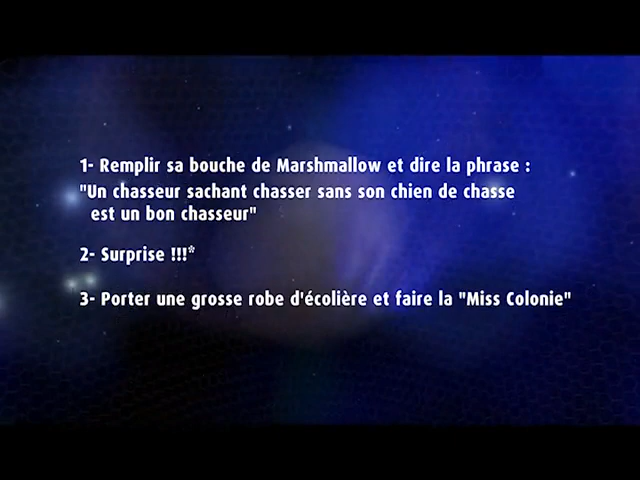 1- Remplir sa bouche de Marshmallow et dire la phrase :
"Un chasseur sachant chasser sans son chien de chasse
est un bon chasseur"
2- Surprise !!!*
3- Porter une grosse robe d'écolière et faire la "Miss Colonie"